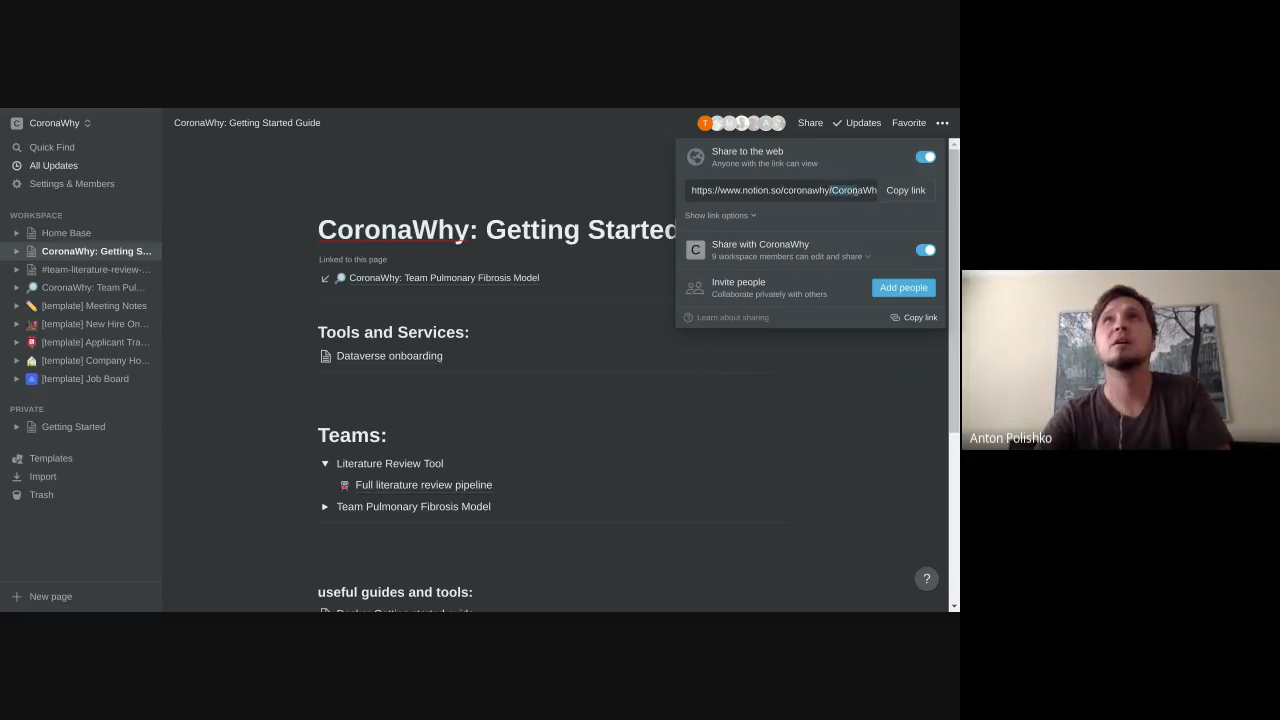 CoronaWhy
CoronaWhy: Getting Started Guide
Share
Updates
Favorite
Quick Find
All Updates
Settings & Members
WORKSPACE
Home Base
CoronaWhy: Getting S...
#team-literature-review-...
CoronaWhy: Team Pul...
[template] Meeting Notes
[template] New Hire On...
[template] Applicant Tra...
[template] Company Ho...
[template] Job Board
PRIVATE
Getting Started
Templates
Import
Trash
New page
CoronaWhy: Getting Started
Linked to this page
CoronaWhy: Team Pulmonary Fibrosis Model
Tools and Services:
Dataverse onboarding
Teams:
Literature Review Tool
Full literature review pipeline
Team Pulmonary Fibrosis Model
useful guides and tools:
Share to the web
Anyone with the link can view
https://www.notion.so/coronawhy/CoronaWh
Copy link
Show link options
C
Share with CoronaWhy
9 workspace members can edit and share
Invite people
Collaborate privately with others
Add people
Learn about sharing
Copy link
?
Anton Polishko